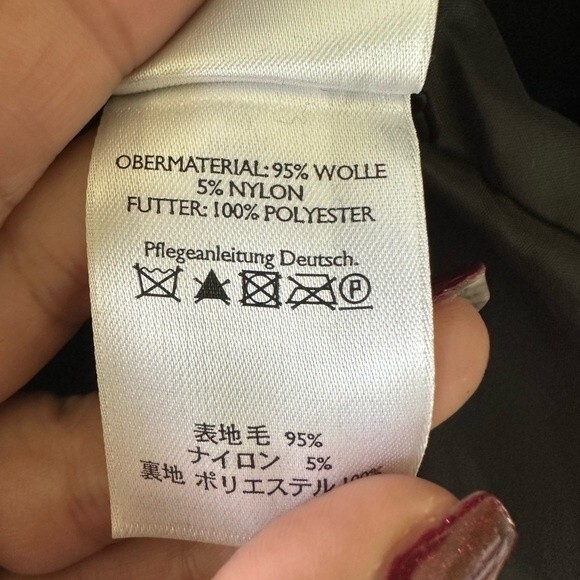 OBERMATERIAL: 95% WOLLE
5% NYLON
FUTTER: 100% POLYESTER
Pflegeanleitung Deutsch.
P
表地 毛 95%
ナイロン 5%
裏地 ポリエステル 100%